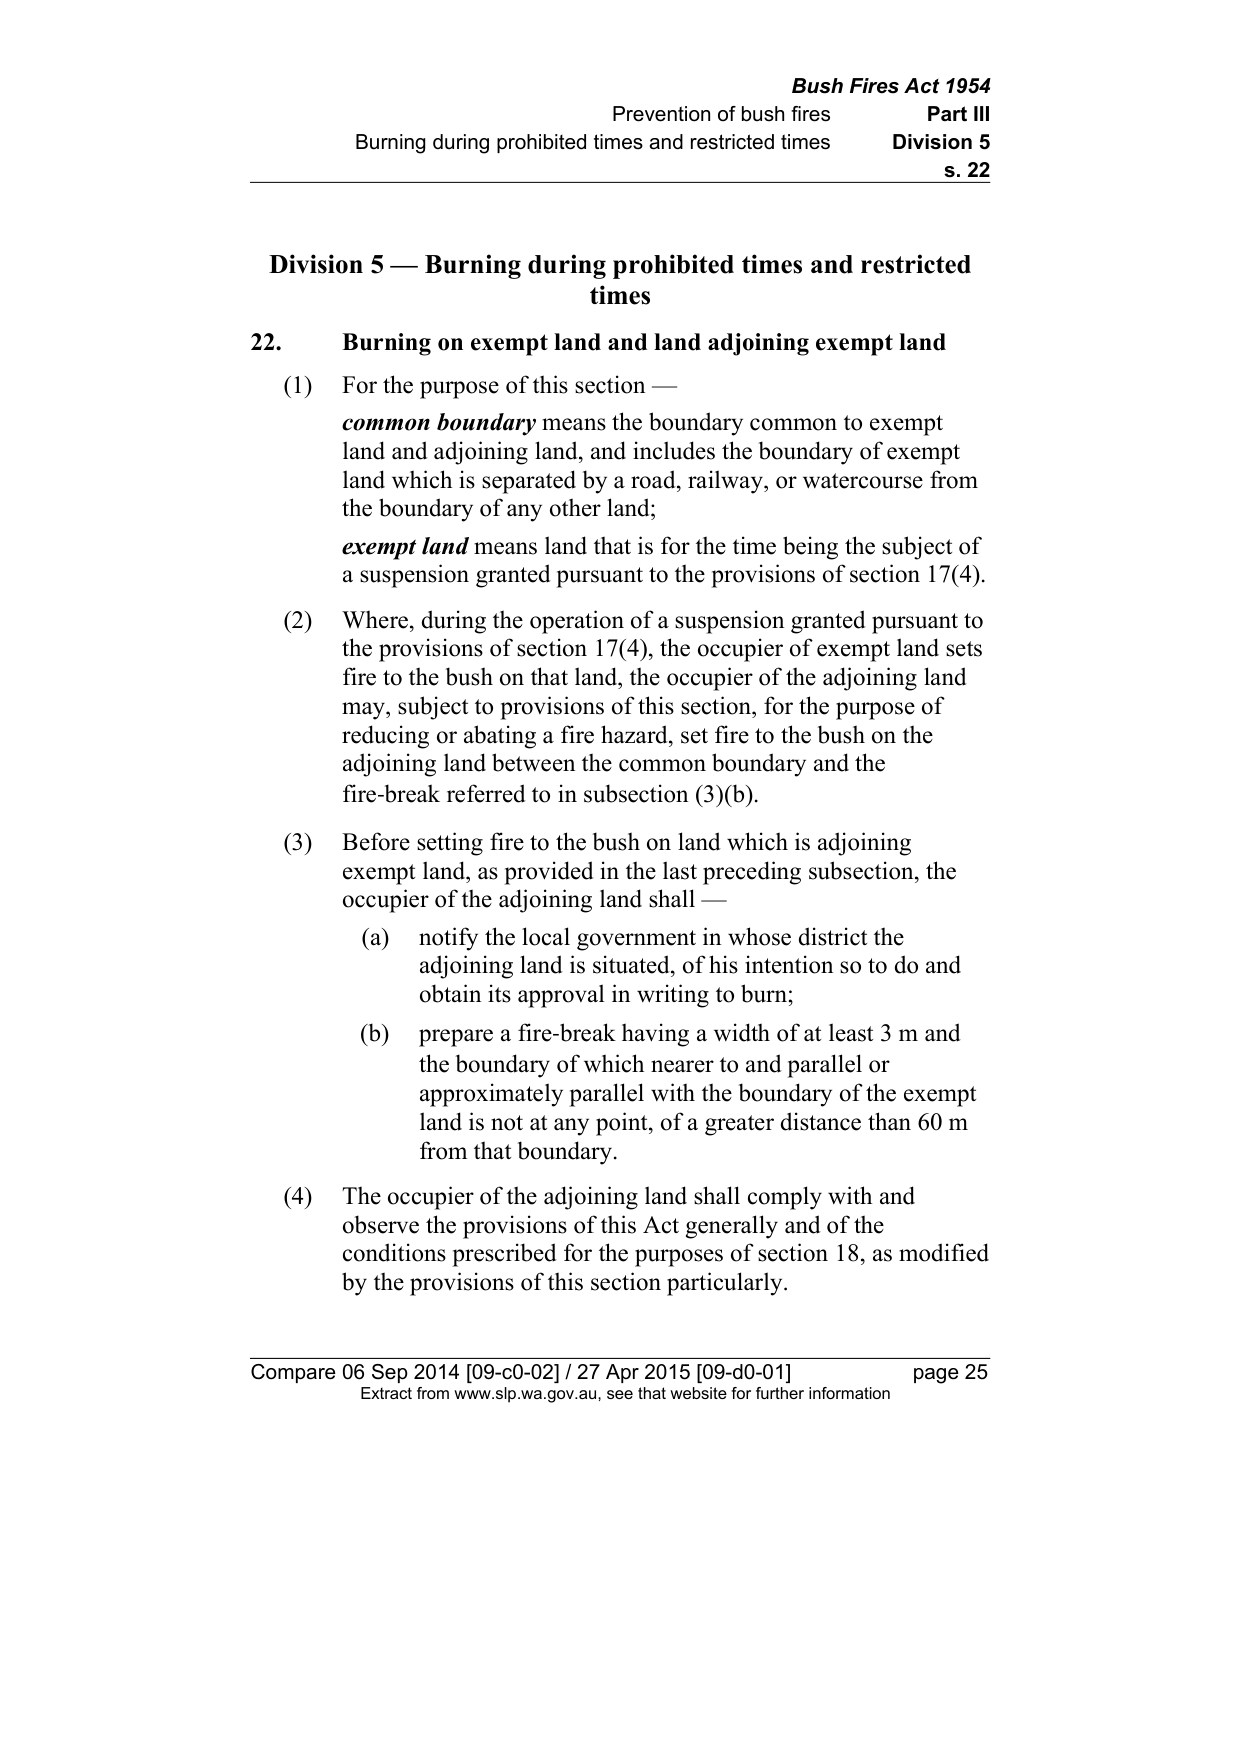 Bush Fires Act 1954
Prevention of bush fires Part III
Burning during prohibited times and restricted times Division 5
s. 22
Division 5 — Burning during prohibited times and restricted
times
22. Burning on exempt land and land adjoining exempt land
(1) For the purpose of this section —
common boundary means the boundary common to exempt
land and adjoining land, and includes the boundary of exempt
land which is separated by a road, railway, or watercourse from
the boundary of any other land;
exempt land means land that is for the time being the subject of
a suspension granted pursuant to the provisions of section 17(4).
(2) Where, during the operation of a suspension granted pursuant to
the provisions of section 17(4), the occupier of exempt land sets
fire to the bush on that land, the occupier of the adjoining land
may, subject to provisions of this section, for the purpose of
reducing or abating a fire hazard, set fire to the bush on the
adjoining land between the common boundary and the
fire-break referred to in subsection (3)(b).
(3) Before setting fire to the bush on land which is adjoining
exempt land, as provided in the last preceding subsection, the
occupier of the adjoining land shall —
(a) notify the local government in whose district the
adjoining land is situated, of his intention so to do and
obtain its approval in writing to burn;
(b) prepare a fire-break having a width of at least 3 m and
the boundary of which nearer to and parallel or
approximately parallel with the boundary of the exempt
land is not at any point, of a greater distance than 60 m
from that boundary.
(4) The occupier of the adjoining land shall comply with and
observe the provisions of this Act generally and of the
conditions prescribed for the purposes of section 18, as modified
by the provisions of this section particularly.
Compare 06 Sep 2014 [09-c0-02] / 27 Apr 2015 [09-d0-01] page 25
Extract from www.slp.wa.gov.au, see that website for further information